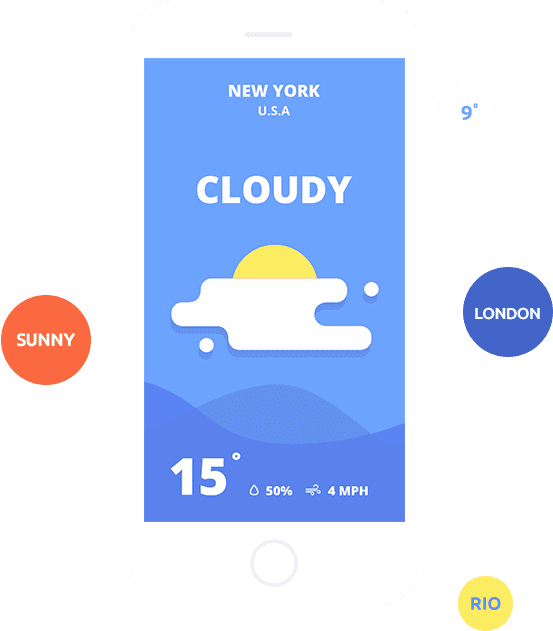 NEW YORK
U.S.A
9°
CLOUDY
SUNNY
LONDON
15°
50%
4 MPH
RIO